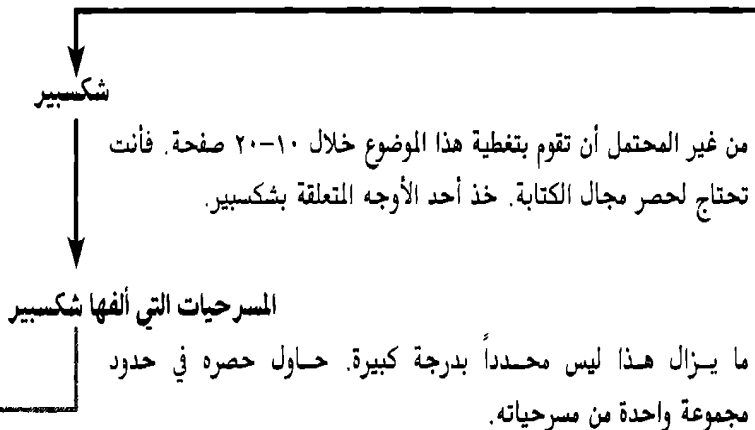 شكسبير
من غير المحتمل أن تقوم بتغطية هذا الموضوع خلال ١٠-٢٠ صفحة. فأنت
تحتاج لحصر مجال الكتابة. خذ أحد الأوجه المتعلقة بشكسبير.
المسرحيات التي ألفها شكسبير
ما يزال هذا ليس محدداً بدرجة كبيرة. حاول حصره في حدود
مجموعة واحدة من مسرحياته.